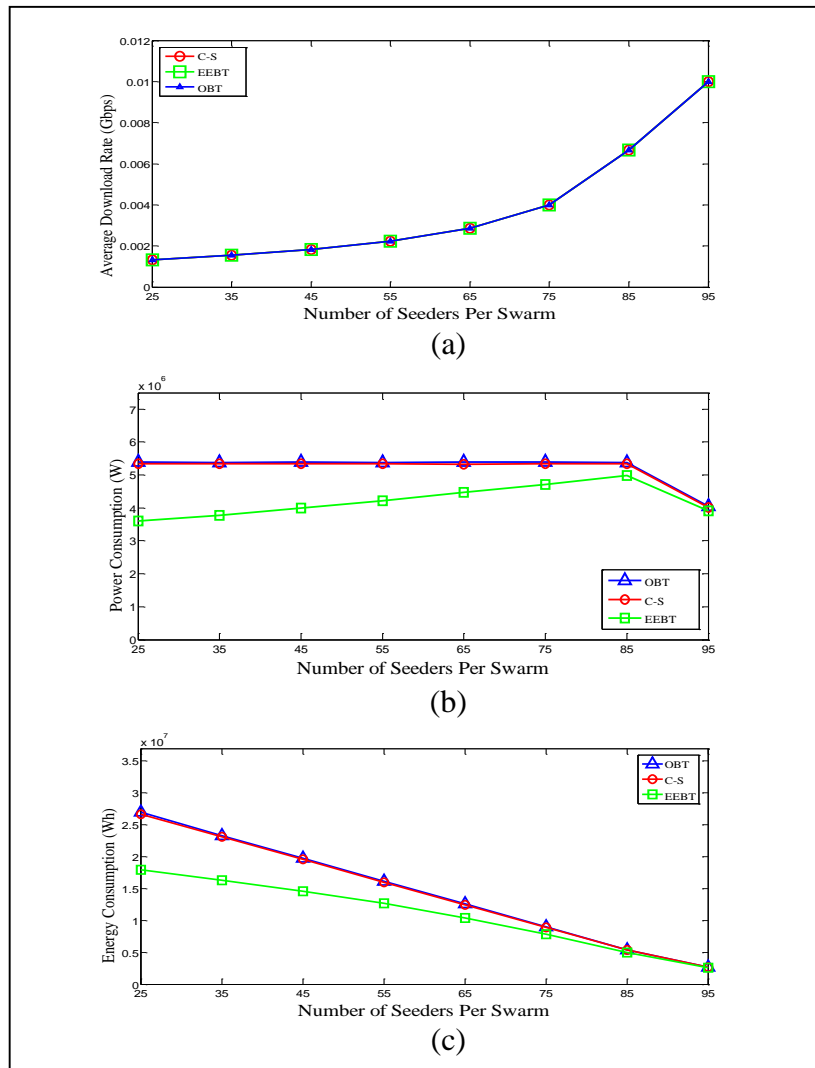 0.012
0.01
0.008
0.006
0.004
0.002
0
C-S
EEBT
OBT
Average Download Rate (Gbps)
25 35 45 55 65 75 85 95
Number of Seeders Per Swarm
(a)
x 10^6
7
6
5
4
3
2
1
0
Power Consumption (W)
OBT
C-S
EEBT
25 35 45 55 65 75 85 95
Number of Seeders Per Swarm
(b)
x 10^7
3.5
3
2.5
2
1.5
1
0.5
0
Energy Consumption (Wh)
OBT
C-S
EEBT
25 35 45 55 65 75 85 95
Number of Seeders Per Swarm
(c)